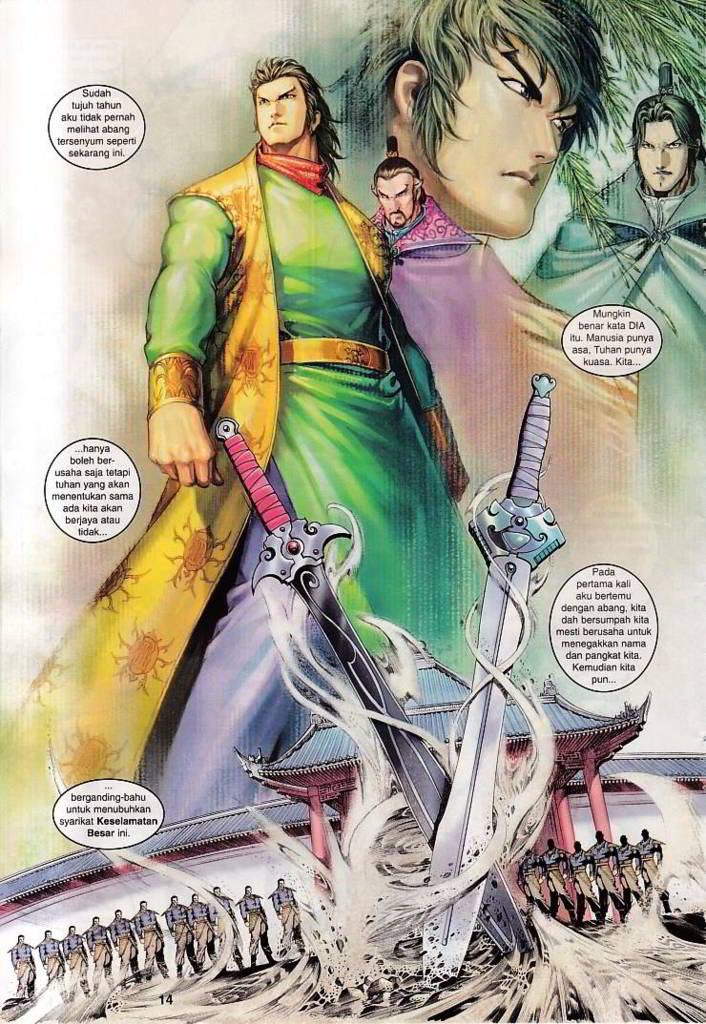 Sudah
tujuh tahun
aku tidak pernah
melihat abang
tersenyum seperti
sekarang ini.
Mungkin
benar kata DIA
itu. Manusia punya
asa, Tuhan punya
kuasa. Kita...
...hanya
boleh ber-
usaha saja tetapi
tuhan yang akan
menentukan sama
ada kita akan
berjaya atau
tidak...
Pada
pertama kali
aku bertemu
dengan abang, kita
dah bersumpah kita
mesti berusaha untuk
menegakkan nama
dan pangkat kita.
Kemudian kita
pun...
...
berganding-bahu
untuk menubuhkan
syarikat Keselamatan
Besar ini.
14